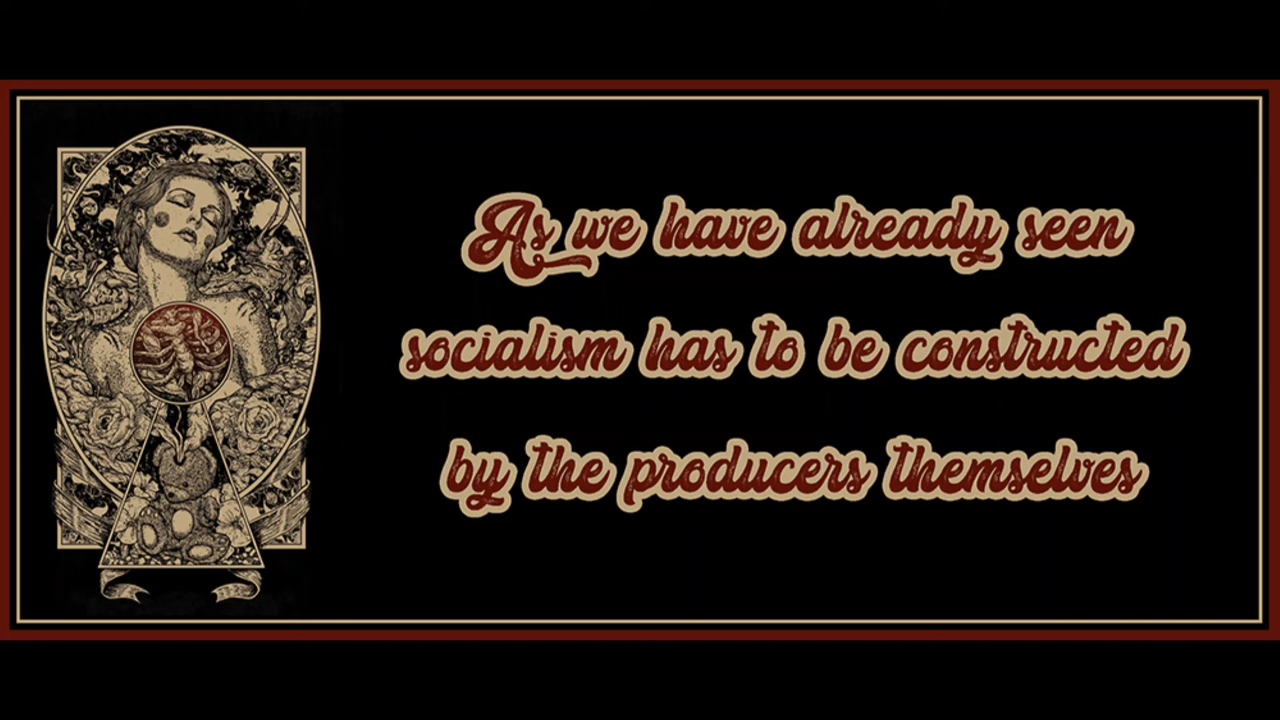 As we have already seen
socialism has to be constructed
by the producers themselves